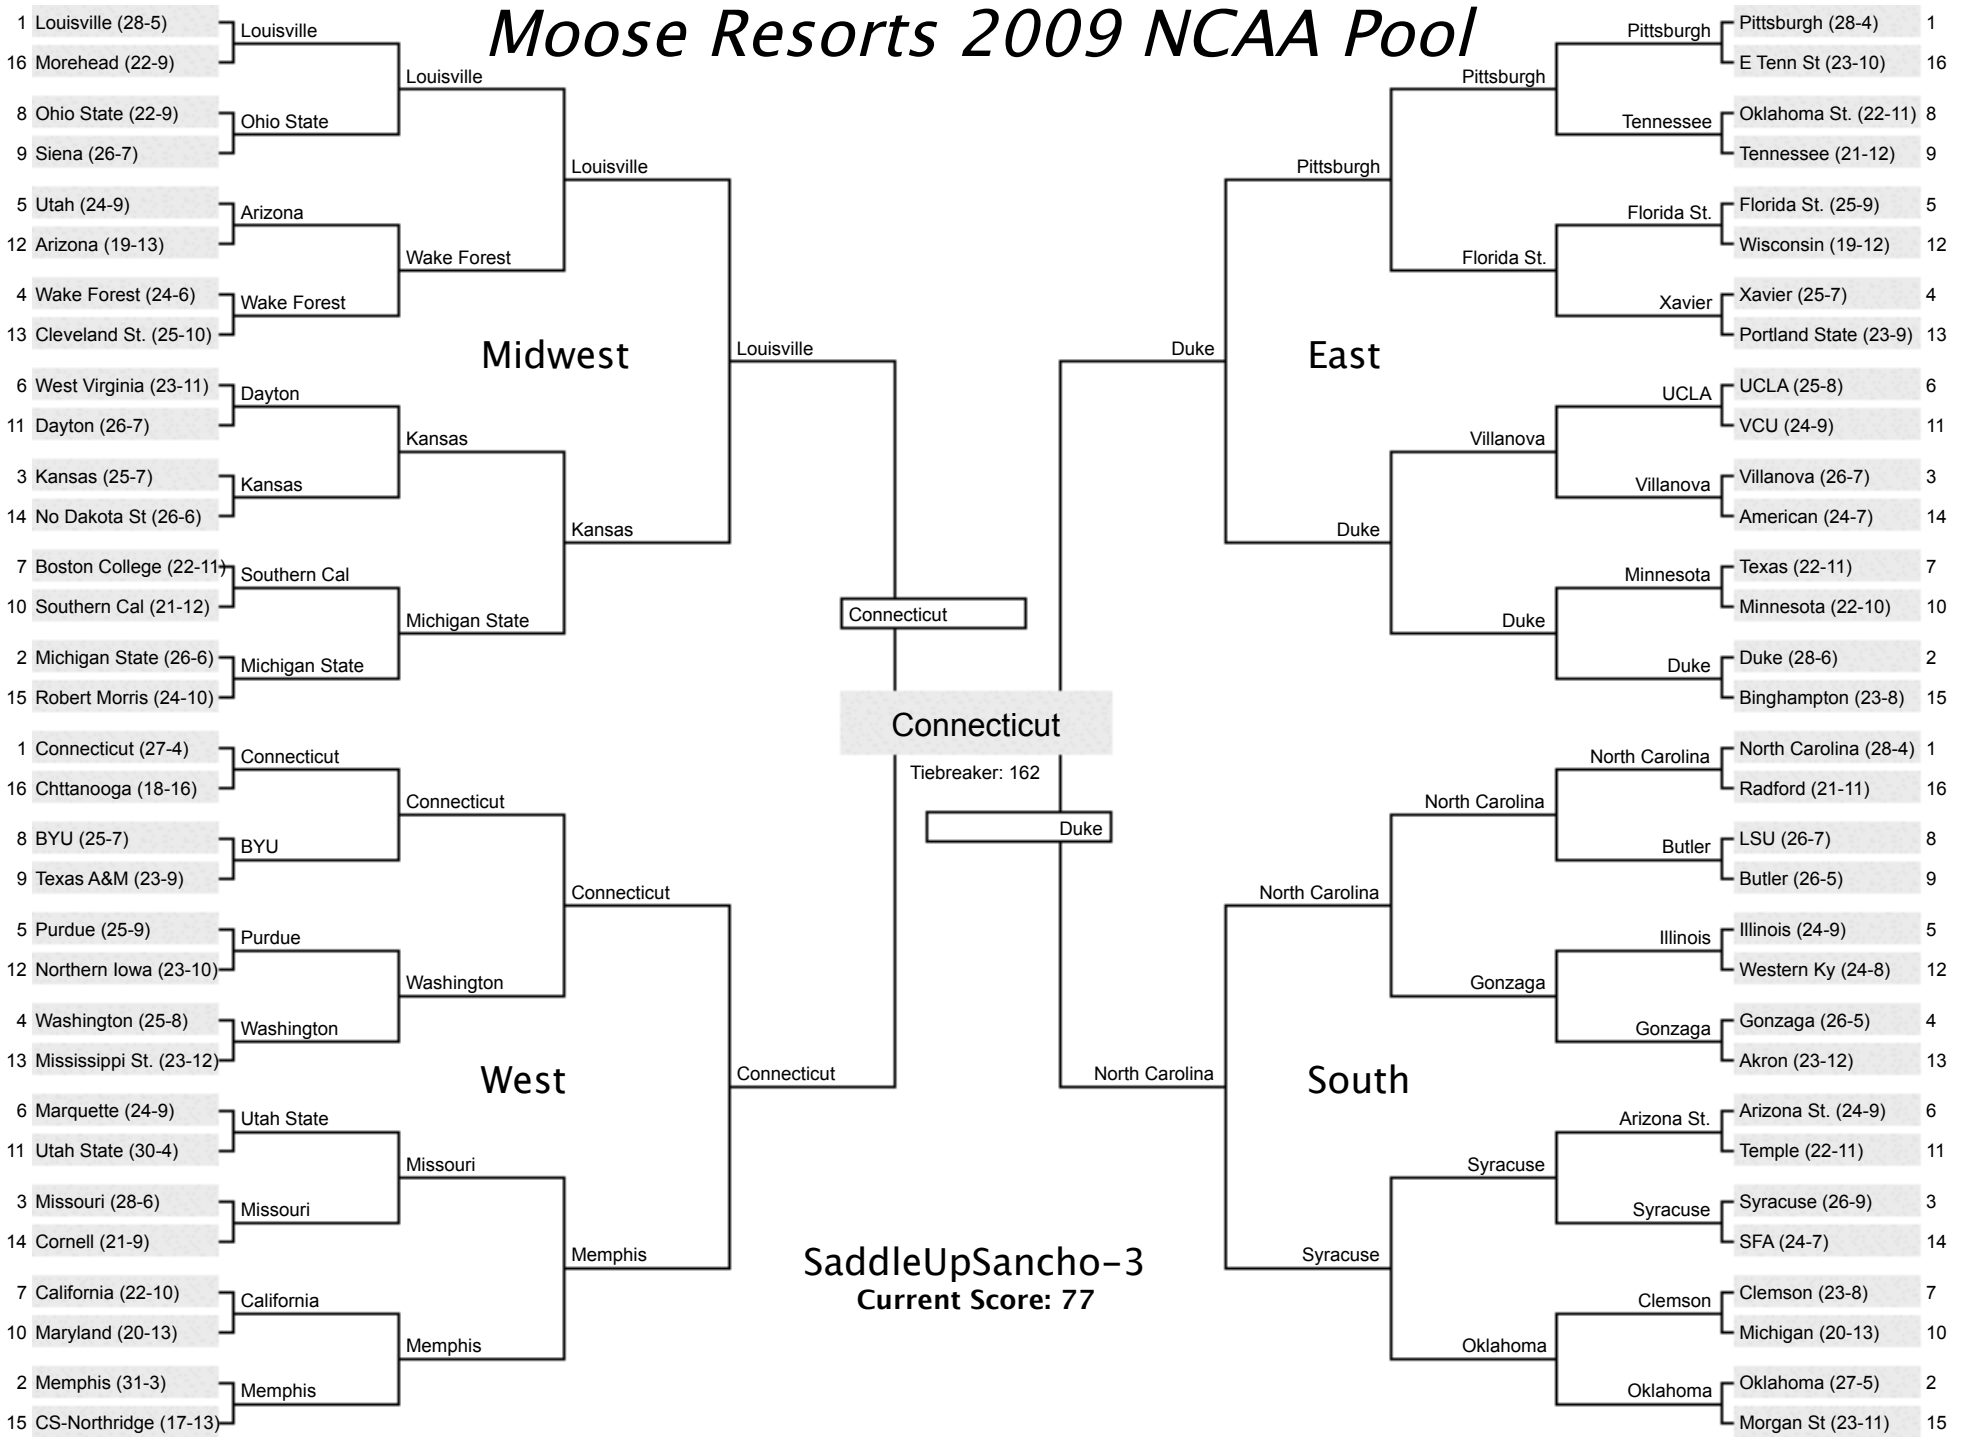 Moose Resorts 2009 NCAA Pool
1 Louisville (28-5)
16 Morehead (22-9)
8 Ohio State (22-9)
9 Siena (26-7)
5 Utah (24-9)
12 Arizona (19-13)
4 Wake Forest (24-6)
13 Cleveland St. (25-10)
6 West Virginia (23-11)
11 Dayton (26-7)
3 Kansas (25-7)
14 No Dakota St (26-6)
7 Boston College (22-11)
10 Southern Cal (21-12)
2 Michigan State (26-6)
15 Robert Morris (24-10)
Louisville
Ohio State
Arizona
Wake Forest
Dayton
Kansas
Southern Cal
Michigan State
Louisville
Wake Forest
Kansas
Michigan State
Louisville
Kansas
Louisville
Midwest
1 Connecticut (27-4)
16 Chttanooga (18-16)
8 BYU (25-7)
9 Texas A&M (23-9)
5 Purdue (25-9)
12 Northern Iowa (23-10)
4 Washington (25-8)
13 Mississippi St. (23-12)
6 Marquette (24-9)
11 Utah State (30-4)
3 Missouri (28-6)
14 Cornell (21-9)
7 California (22-10)
10 Maryland (20-13)
2 Memphis (31-3)
15 CS-Northridge (17-13)
Connecticut
BYU
Purdue
Washington
Utah State
Missouri
California
Memphis
Connecticut
Washington
Missouri
Memphis
Connecticut
Memphis
Connecticut
West
Connecticut
Connecticut
Tiebreaker: 162
Duke
SaddleUpSancho-3
Current Score: 77
East
Duke
Pittsburgh
Duke
Pittsburgh
Florida St.
Villanova
Duke
Pittsburgh
Tennessee
Florida St.
Xavier
UCLA
Villanova
Minnesota
Duke
Pittsburgh (28-4) 1
E Tenn St (23-10) 16
Oklahoma St. (22-11) 8
Tennessee (21-12) 9
Florida St. (25-9) 5
Wisconsin (19-12) 12
Xavier (25-7) 4
Portland State (23-9) 13
UCLA (25-8) 6
VCU (24-9) 11
Villanova (26-7) 3
American (24-7) 14
Texas (22-11) 7
Minnesota (22-10) 10
Duke (28-6) 2
Binghampton (23-8) 15
South
North Carolina
North Carolina
Syracuse
North Carolina
Gonzaga
Syracuse
Oklahoma
North Carolina
Butler
Illinois
Gonzaga
Arizona St.
Syracuse
Clemson
Oklahoma
North Carolina (28-4) 1
Radford (21-11) 16
LSU (26-7) 8
Butler (26-5) 9
Illinois (24-9) 5
Western Ky (24-8) 12
Gonzaga (26-5) 4
Akron (23-12) 13
Arizona St. (24-9) 6
Temple (22-11) 11
Syracuse (26-9) 3
SFA (24-7) 14
Clemson (23-8) 7
Michigan (20-13) 10
Oklahoma (27-5) 2
Morgan St (23-11) 15